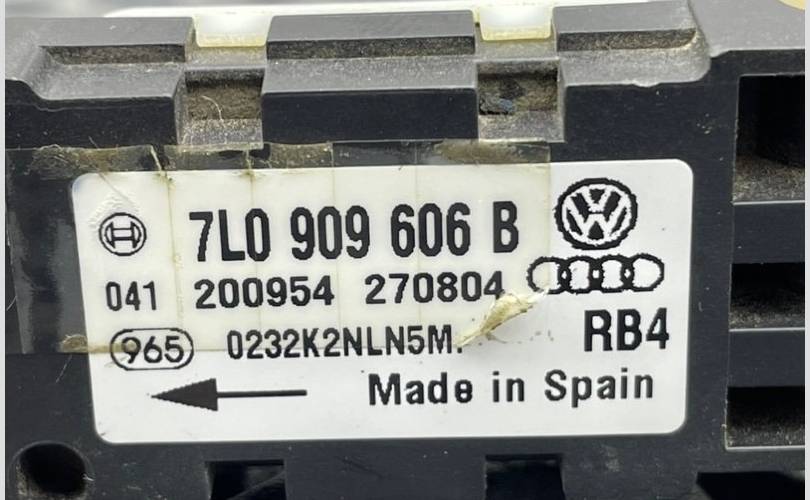 7L0 909 606 B
041 200954 270804
965 0232K2NLN5M.
RB4
Made in Spain